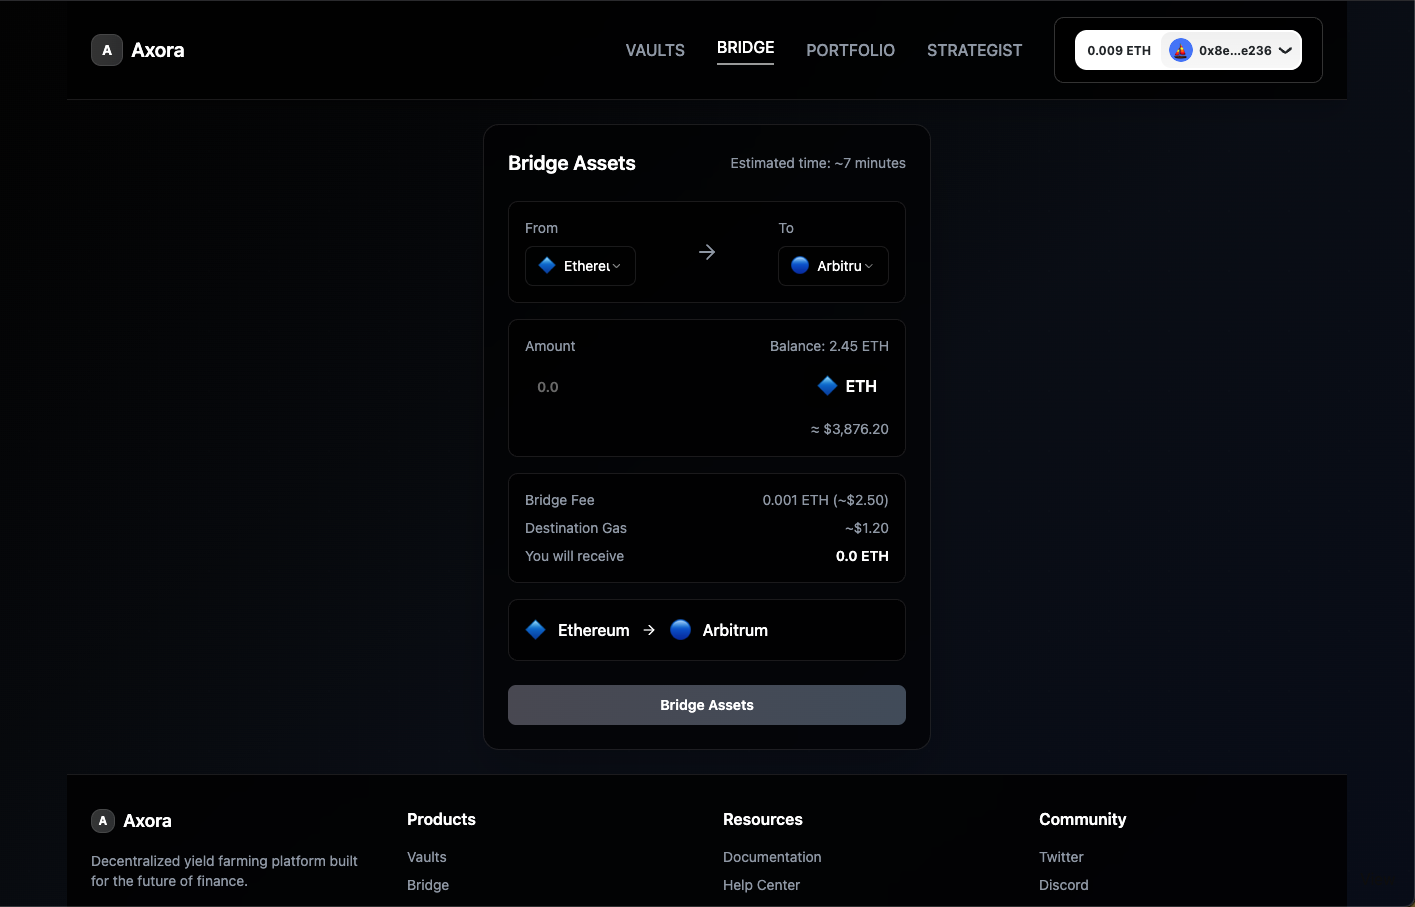 A Axora
VAULTS BRIDGE PORTFOLIO STRATEGIST
0.009 ETH 0x8e...e236
Bridge Assets Estimated time: ~7 minutes
From To
Ethereu Arbitru
Amount Balance: 2.45 ETH
0.0 ETH
≈ $3,876.20
Bridge Fee 0.001 ETH (~$2.50)
Destination Gas ~$1.20
You will receive 0.0 ETH
Ethereum → Arbitrum
Bridge Assets
A Axora
Decentralized yield farming platform built
for the future of finance.
Products
Vaults
Bridge
Resources
Documentation
Help Center
Community
Twitter
Discord